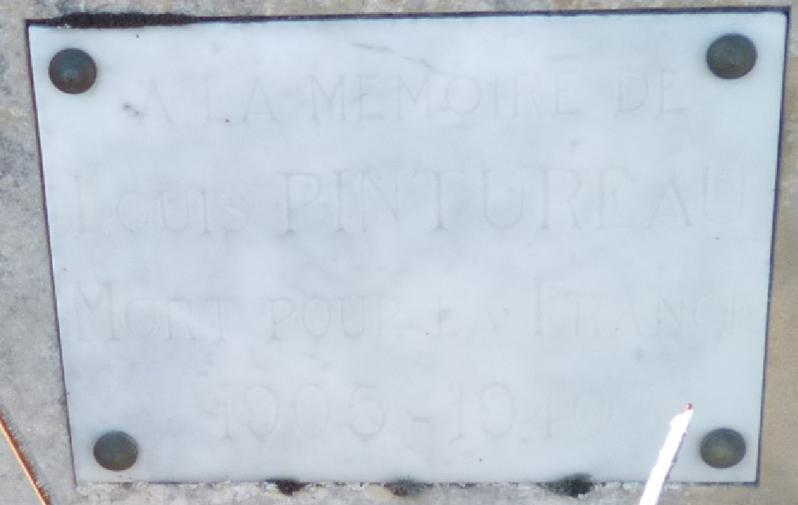 A LA MEMOIRE DE
LOUIS PINTUREAU
MORT POUR LA FRANCE
1905-1940